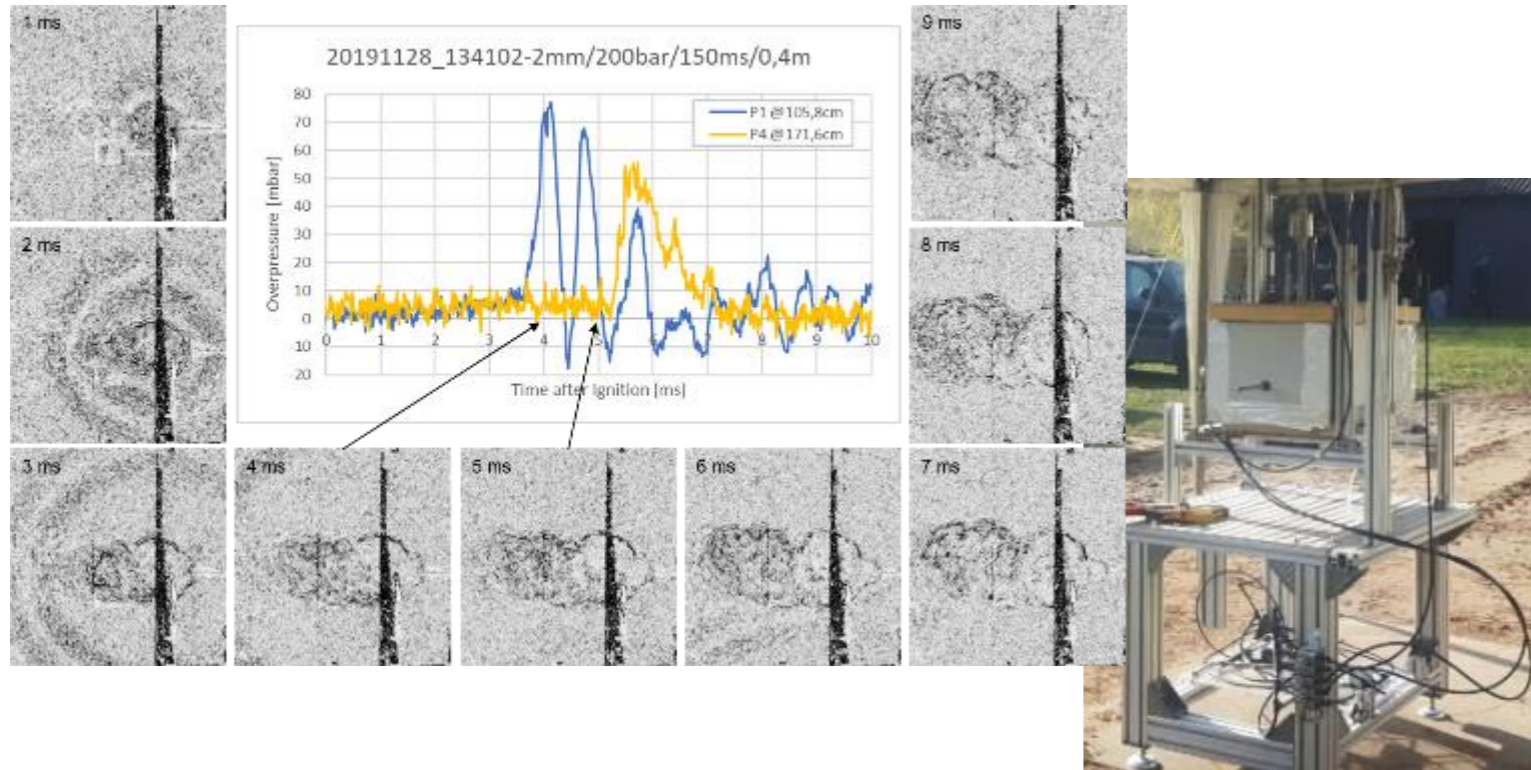 1 ms
9 ms
20191128_134102-2mm/200bar/150ms/0,4m
80
70
60
50
40
30
20
10
0
10
20
Overpressure [mbar]
P1 @105,8cm
P4 @171,6cm
0 1 2 3 4 5 6 7 8 9 10
Time after Ignition [ms]
2 ms
8 ms
3 ms
4 ms
5 ms
6 ms
7 ms